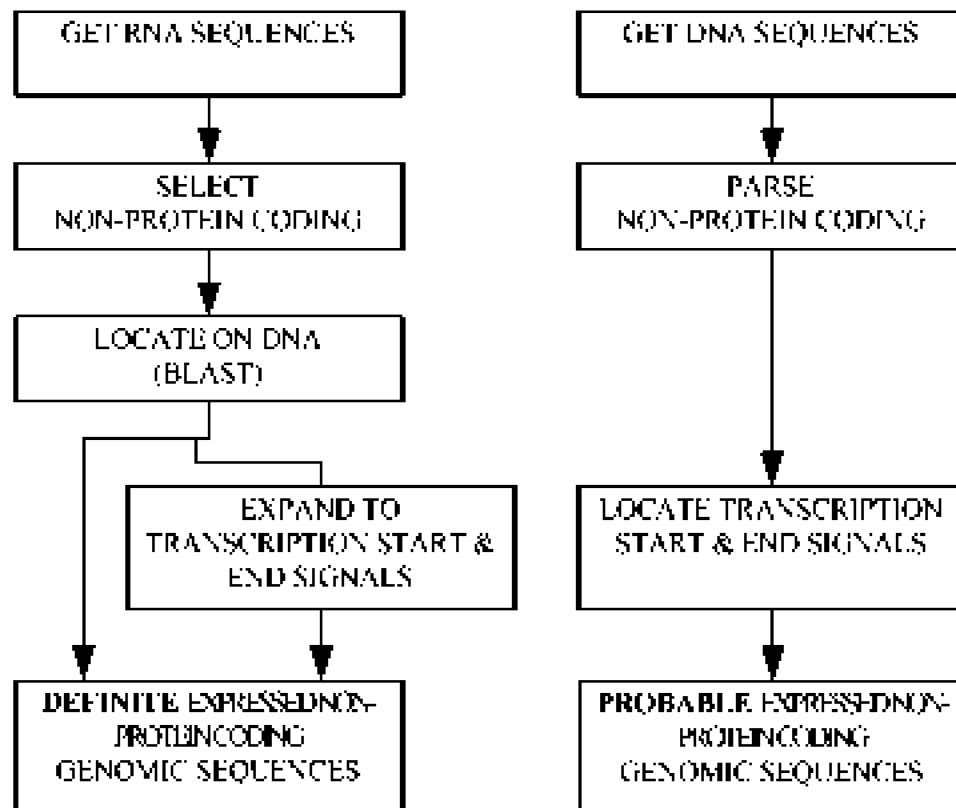 GET RNA SEQUENCES
SELECT
NON-PROTEIN CODING
LOCATE ON DNA
(BLAST)
EXPAND TO
TRANSCRIPTION START &
END SIGNALS
DEFINITE EXPRESSED NON-
PROTEIN CODING
GENOMIC SEQUENCES
GET DNA SEQUENCES
PARSE
NON-PROTEIN CODING
LOCATE TRANSCRIPTION
START & END SIGNALS
PROBABLE EXPRESSED NON-
PROTEIN CODING
GENOMIC SEQUENCES